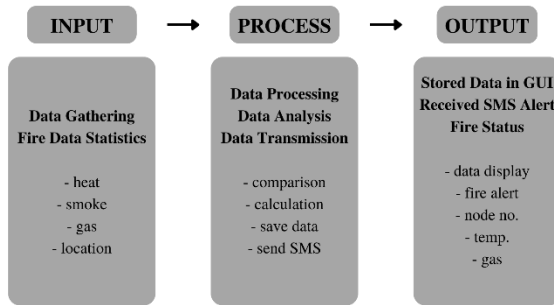 INPUT
PROCESS
OUTPUT
Data Gathering
Fire Data Statistics
- heat
- smoke
- gas
- location
Data Processing
Data Analysis
Data Transmission
- comparison
- calculation
- save data
- send SMS
Stored Data in GUI
Received SMS Alert
Fire Status
- data display
- fire alert
- node no.
- temp.
- gas